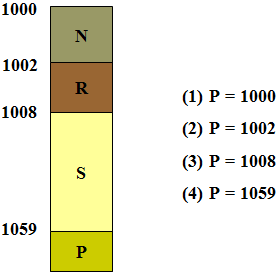 1000
N
1002
R
1008
S
1059
P
(1) P = 1000
(2) P = 1002
(3) P = 1008
(4) P = 1059